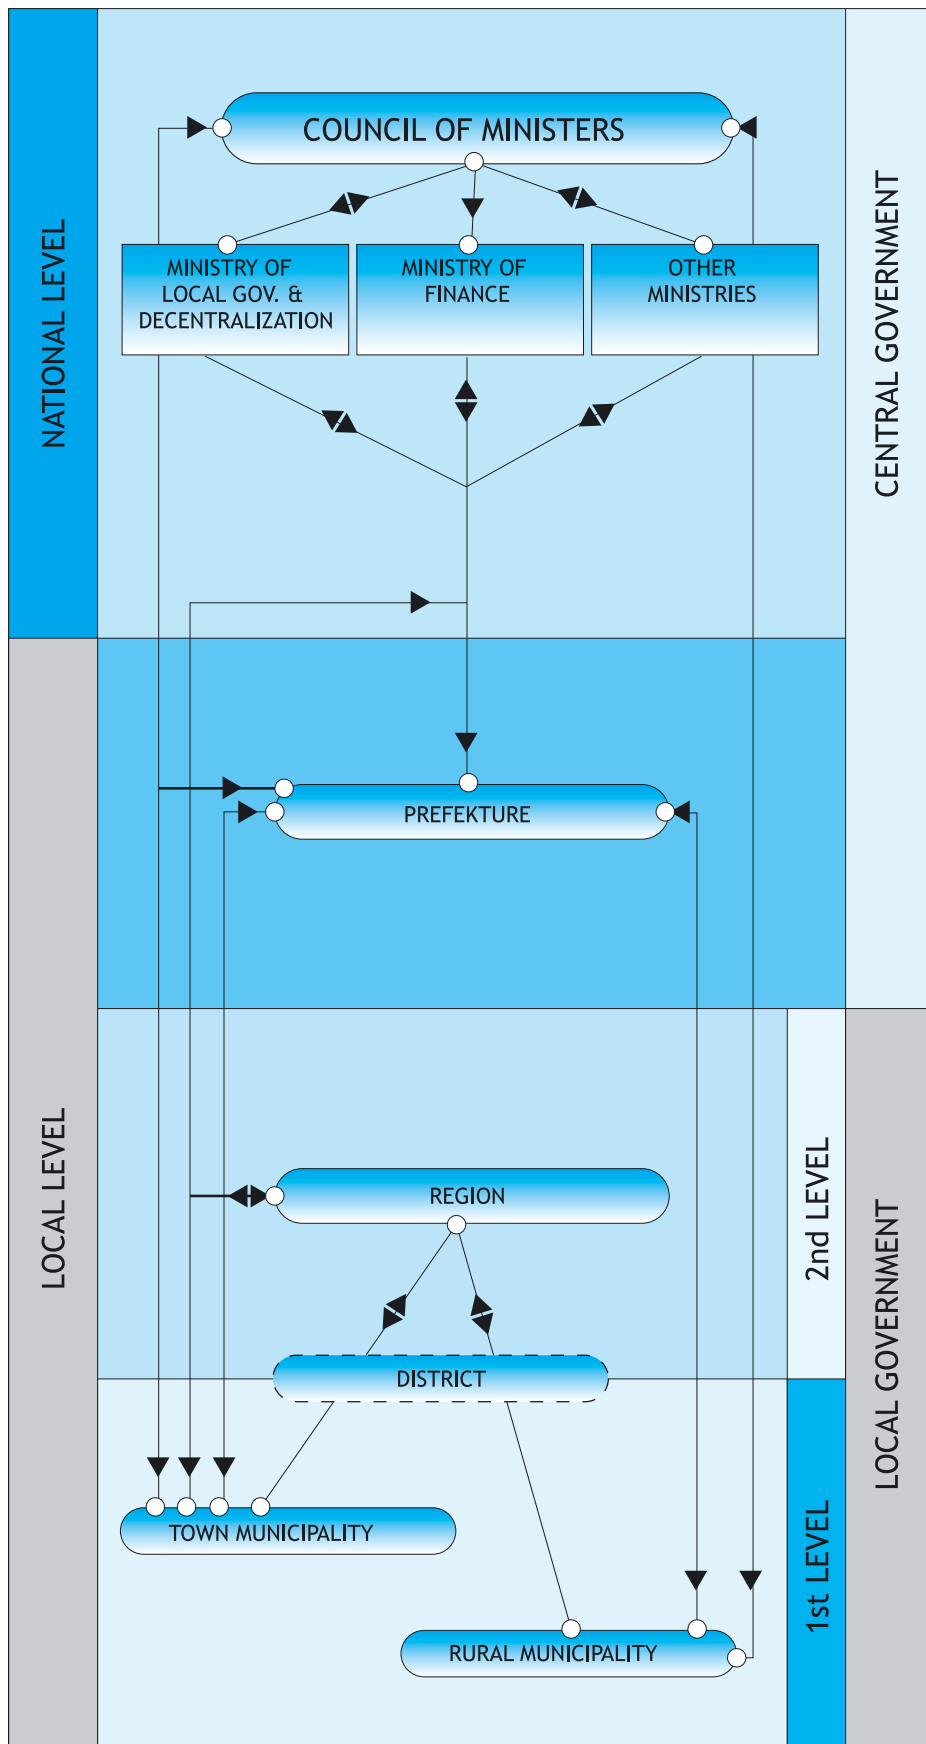 NATIONAL LEVEL
CENTRAL GOVERNMENT
COUNCIL OF MINISTERS
MINISTRY OF
LOCAL GOV. &
DECENTRALIZATION
MINISTRY OF
FINANCE
OTHER
MINISTRIES
LOCAL LEVEL
PREFEKTURE
LOCAL GOVERNMENT
2nd LEVEL
REGION
DISTRICT
1st LEVEL
TOWN MUNICIPALITY
RURAL MUNICIPALITY